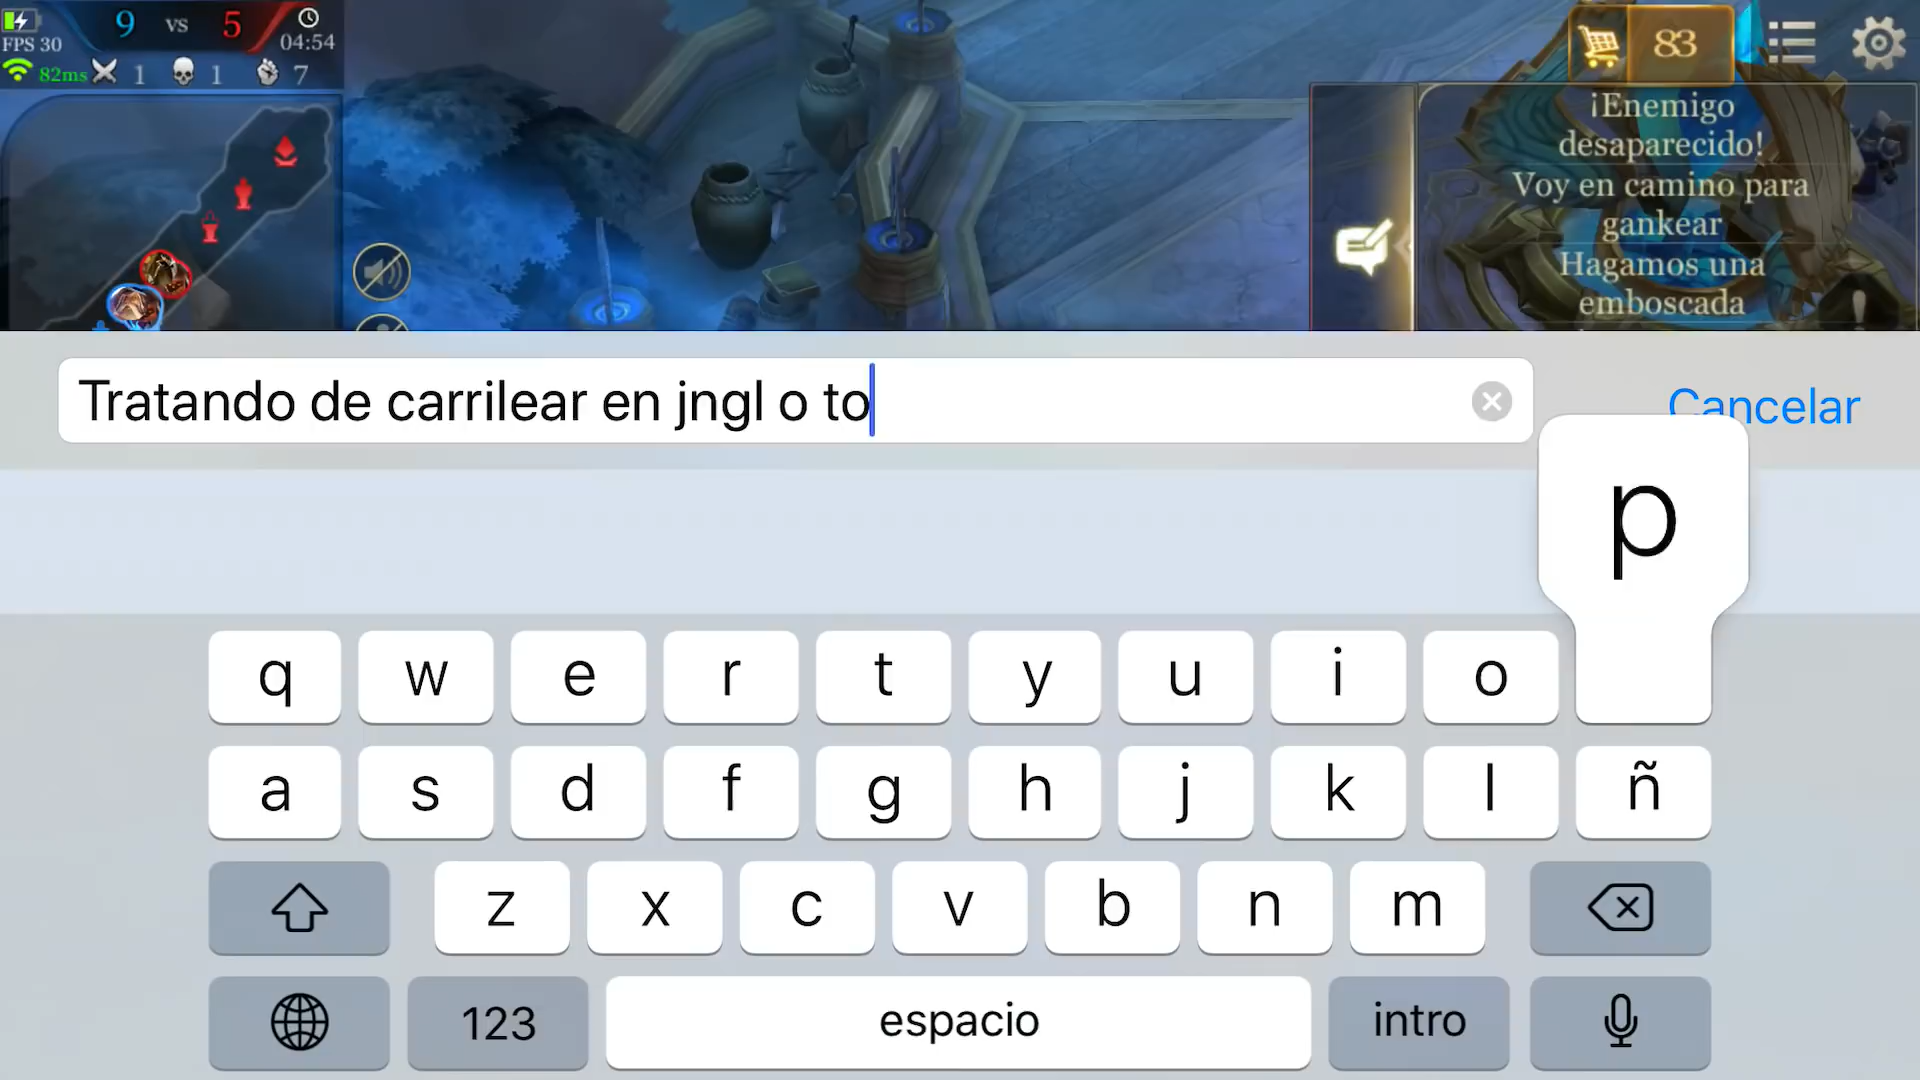 9 vs 5
04:54
FPS 30
82ms 1 1 7
83
¡Enemigo
desaparecido!
Voy en camino para
gankear
Hagamos una
emboscada
Tratando de carrilear en jngl o to
Cancelar
p
q w e r t y u i o
a s d f g h j k l ñ
z x c v b n m
123 espacio intro